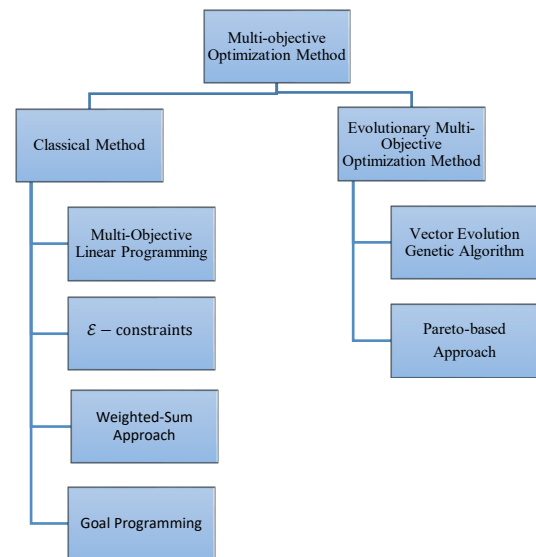 Multi-objective
Optimization Method
Classical Method
Evolutionary Multi-
Objective
Optimization Method
Multi-Objective
Linear Programming
Vector Evolution
Genetic Algorithm
ℰ − constraints
Pareto-based
Approach
Weighted-Sum
Approach
Goal Programming